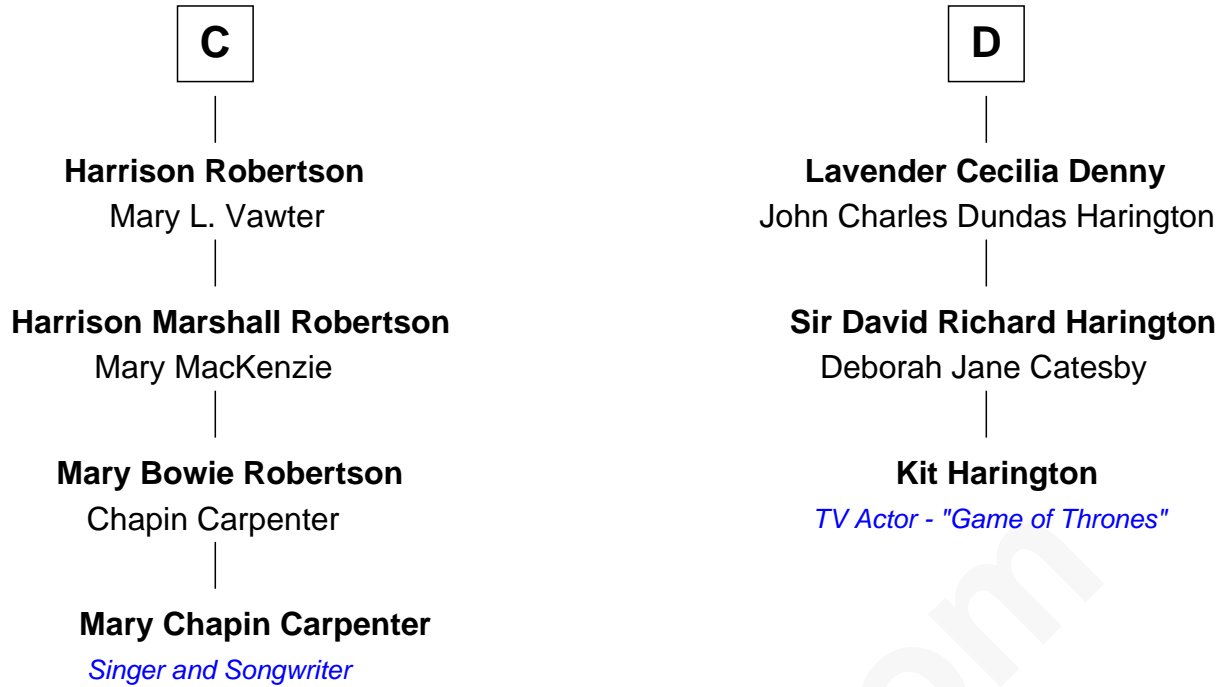 C
Harrison Robertson
Mary L. Vawter
Harrison Marshall Robertson
Mary MacKenzie
Mary Bowie Robertson
Chapin Carpenter
Mary Chapin Carpenter
Singer and Songwriter
D
Lavender Cecilia Denny
John Charles Dundas Harington
Sir David Richard Harington
Deborah Jane Catesby
Kit Harington
TV Actor - "Game of Thrones"
om